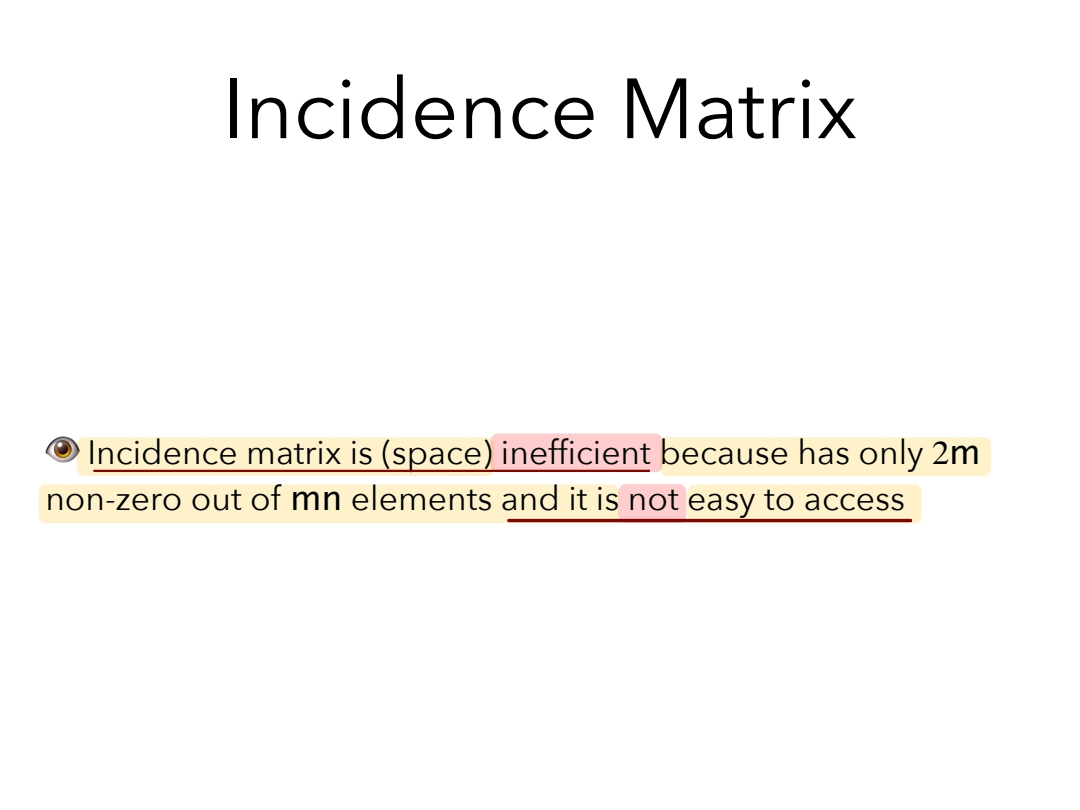 Incidence Matrix
👁 Incidence matrix is (space) inefficient because has only 2m
non-zero out of mn elements and it is not easy to access